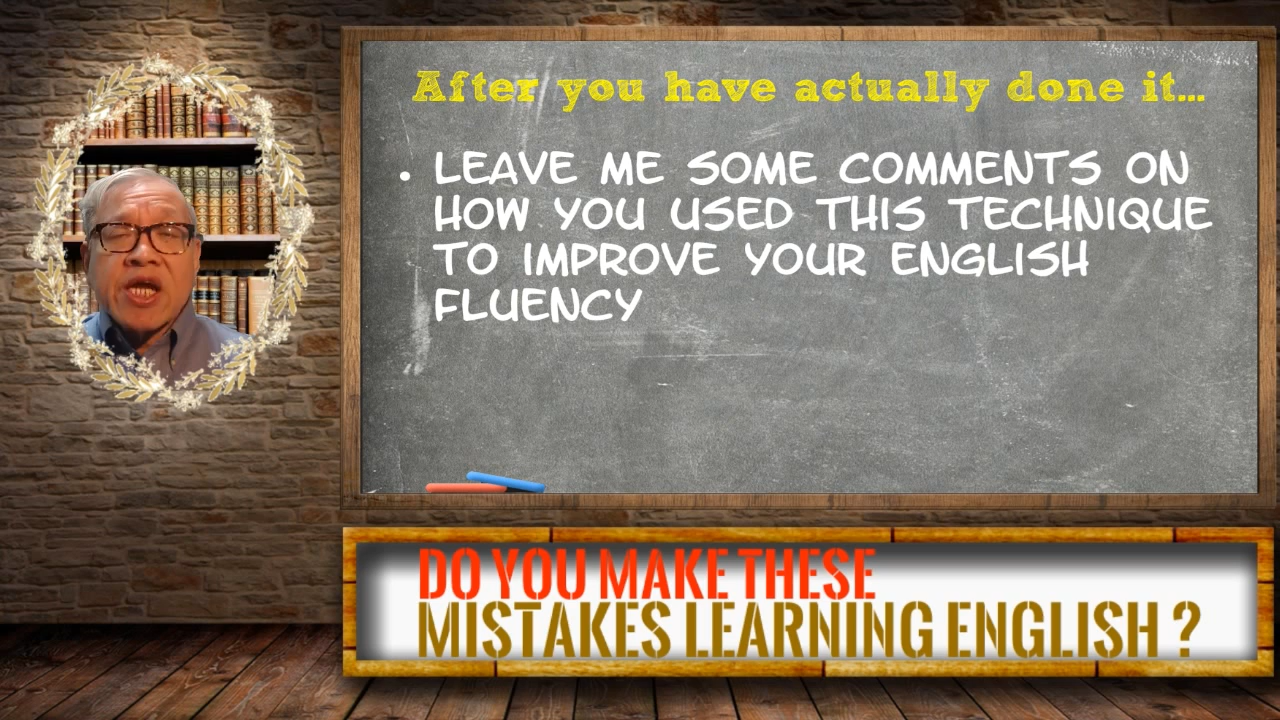 After you have actually done it...
• LEAVE ME SOME COMMENTS ON
HOW YOU USED THIS TECHNIQUE
TO IMPROVE YOUR ENGLISH
FLUENCY
DO YOU MAKE THESE
MISTAKES LEARNING ENGLISH ?